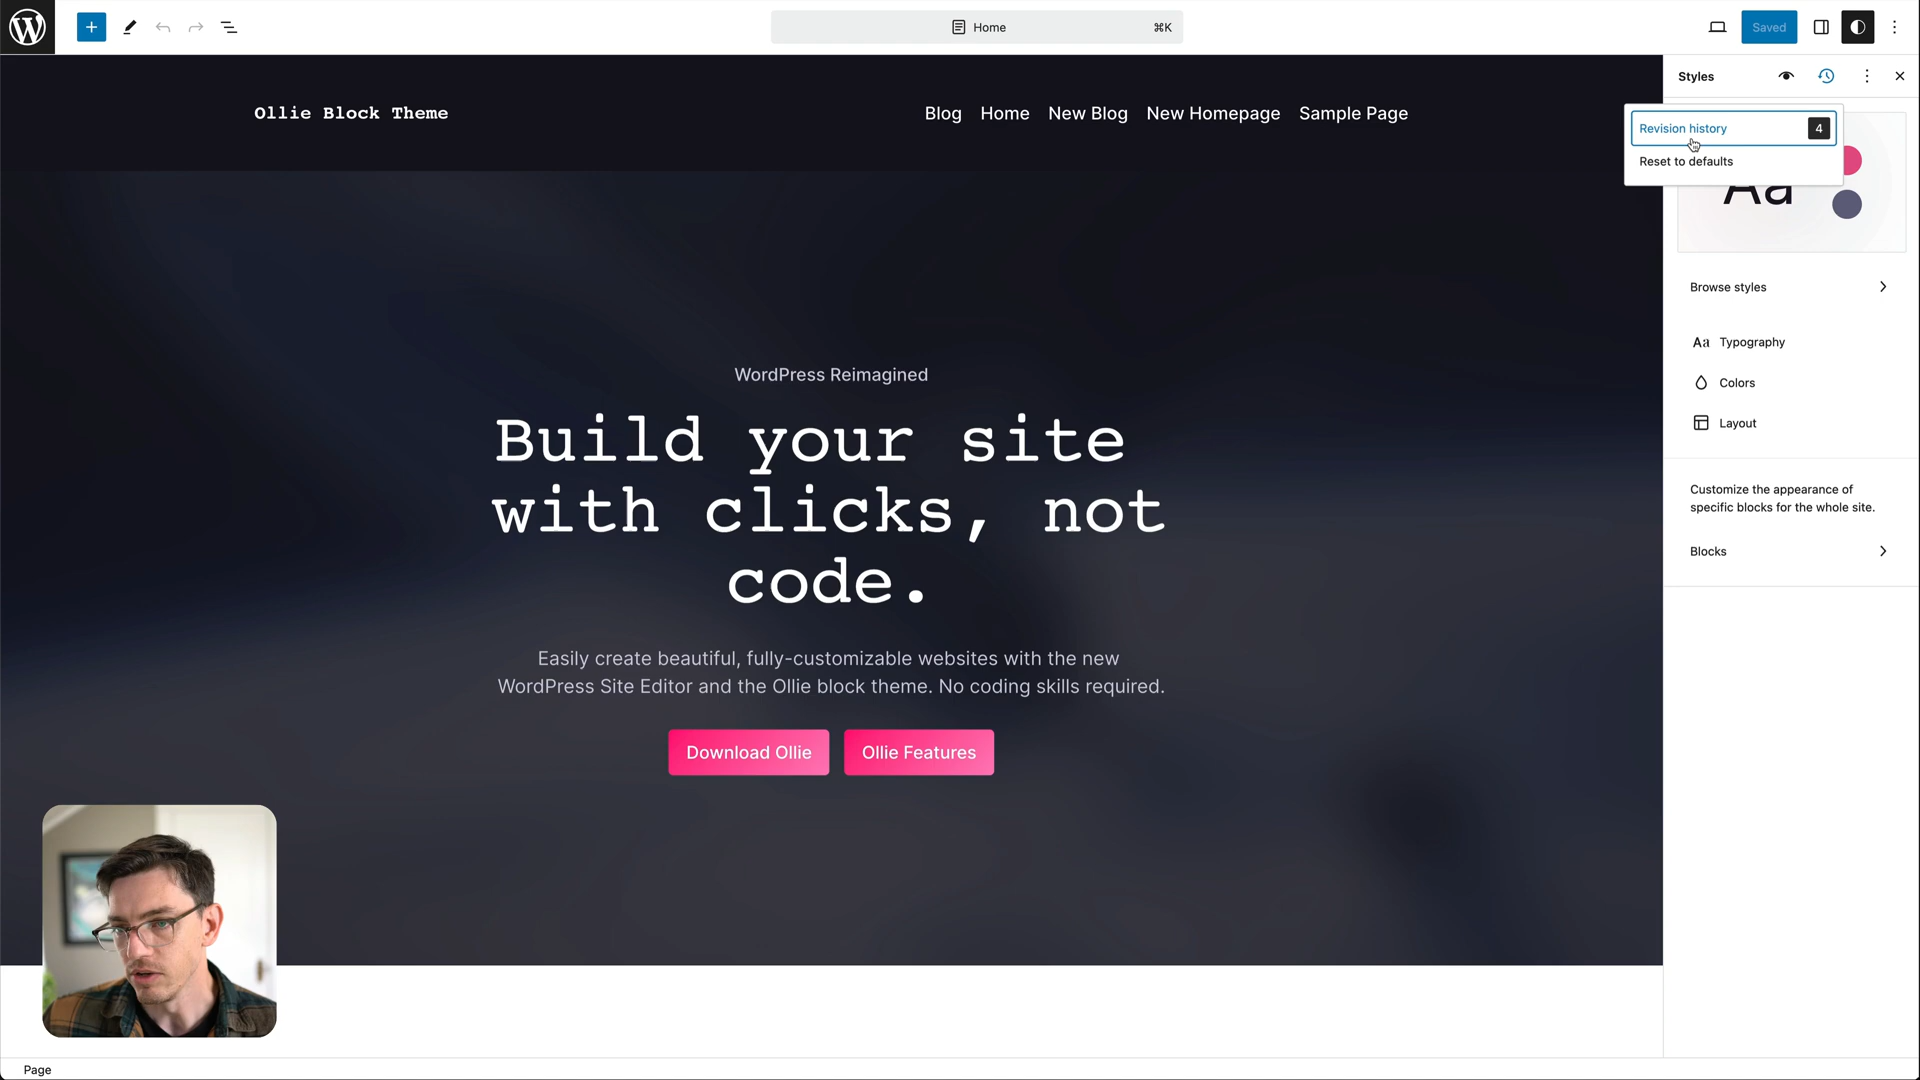 Home
⌘K
Saved
Ollie Block Theme
Blog Home New Blog New Homepage Sample Page
Styles
Revision history 4
Reset to defaults
Aa
Browse styles
Aa Typography
Colors
Layout
Customize the appearance of
specific blocks for the whole site.
Blocks
WordPress Reimagined
Build your site
with clicks, not
code.
Easily create beautiful, fully-customizable websites with the new
WordPress Site Editor and the Ollie block theme. No coding skills required.
Download Ollie
Ollie Features
Page